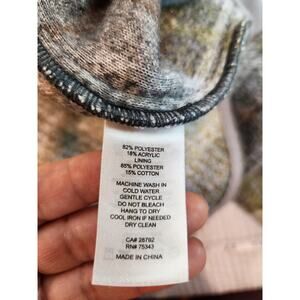 82% POLYESTER
18% ACRYLIC
LINING
85% POLYESTER
15% COTTON
MACHINE WASH IN
COLD WATER
GENTLE CYCLE
DO NOT BLEACH
HANG TO DRY
COOL IRON IF NEEDED
DRY CLEAN
CA# 28792
RN# 75343
MADE IN CHINA